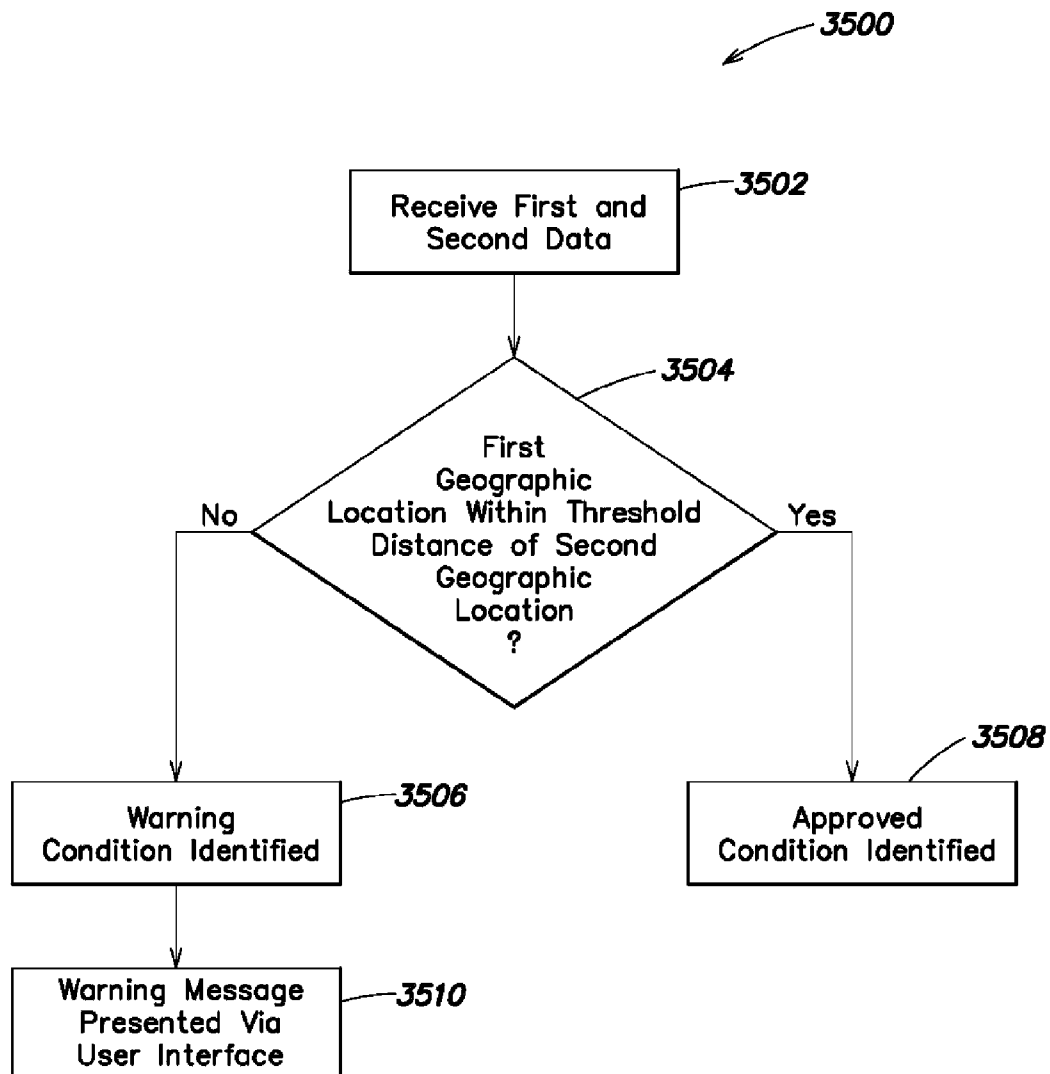 3500
3502
Receive First and
Second Data
3504
First
Geographic
Location Within Threshold
Distance of Second
Geographic
Location
?
No
Yes
3506
Warning
Condition Identified
3508
Approved
Condition Identified
3510
Warning Message
Presented Via
User Interface